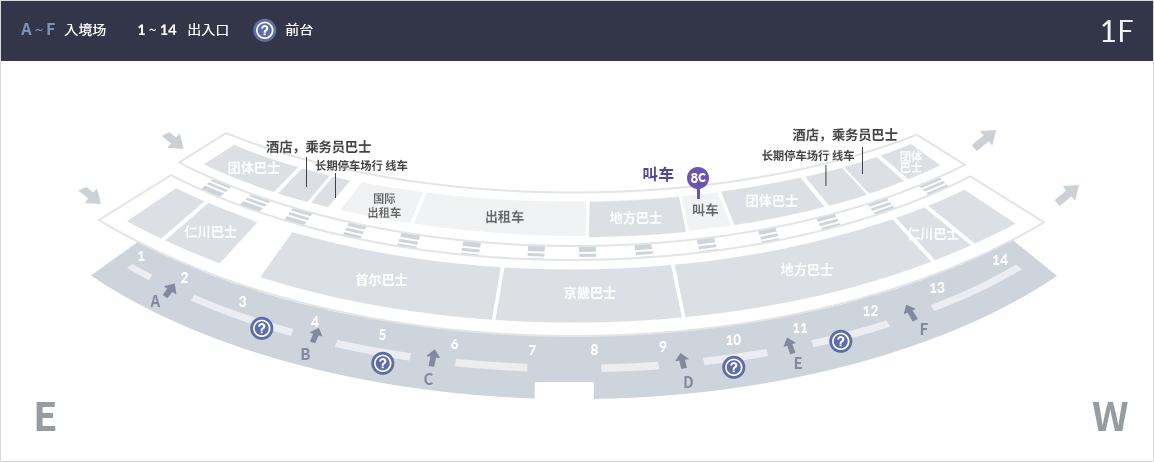 A ~ F 入境场 1 ~ 14 出入口 ? 前台
1F
酒店，乘务员巴士
长期停车场行 线车
酒店，乘务员巴士
长期停车场行 线车
叫车
8C
团体巴士
国际
出租车
出租车
地方巴士
叫车
团体巴士
团体
巴士
仁川巴士
首尔巴士
京畿巴士
地方巴士
仁川巴士
1
2
3
4
5
6
7
8
9
10
11
12
13
14
?
?
?
?
A
B
C
D
E
F
E
W